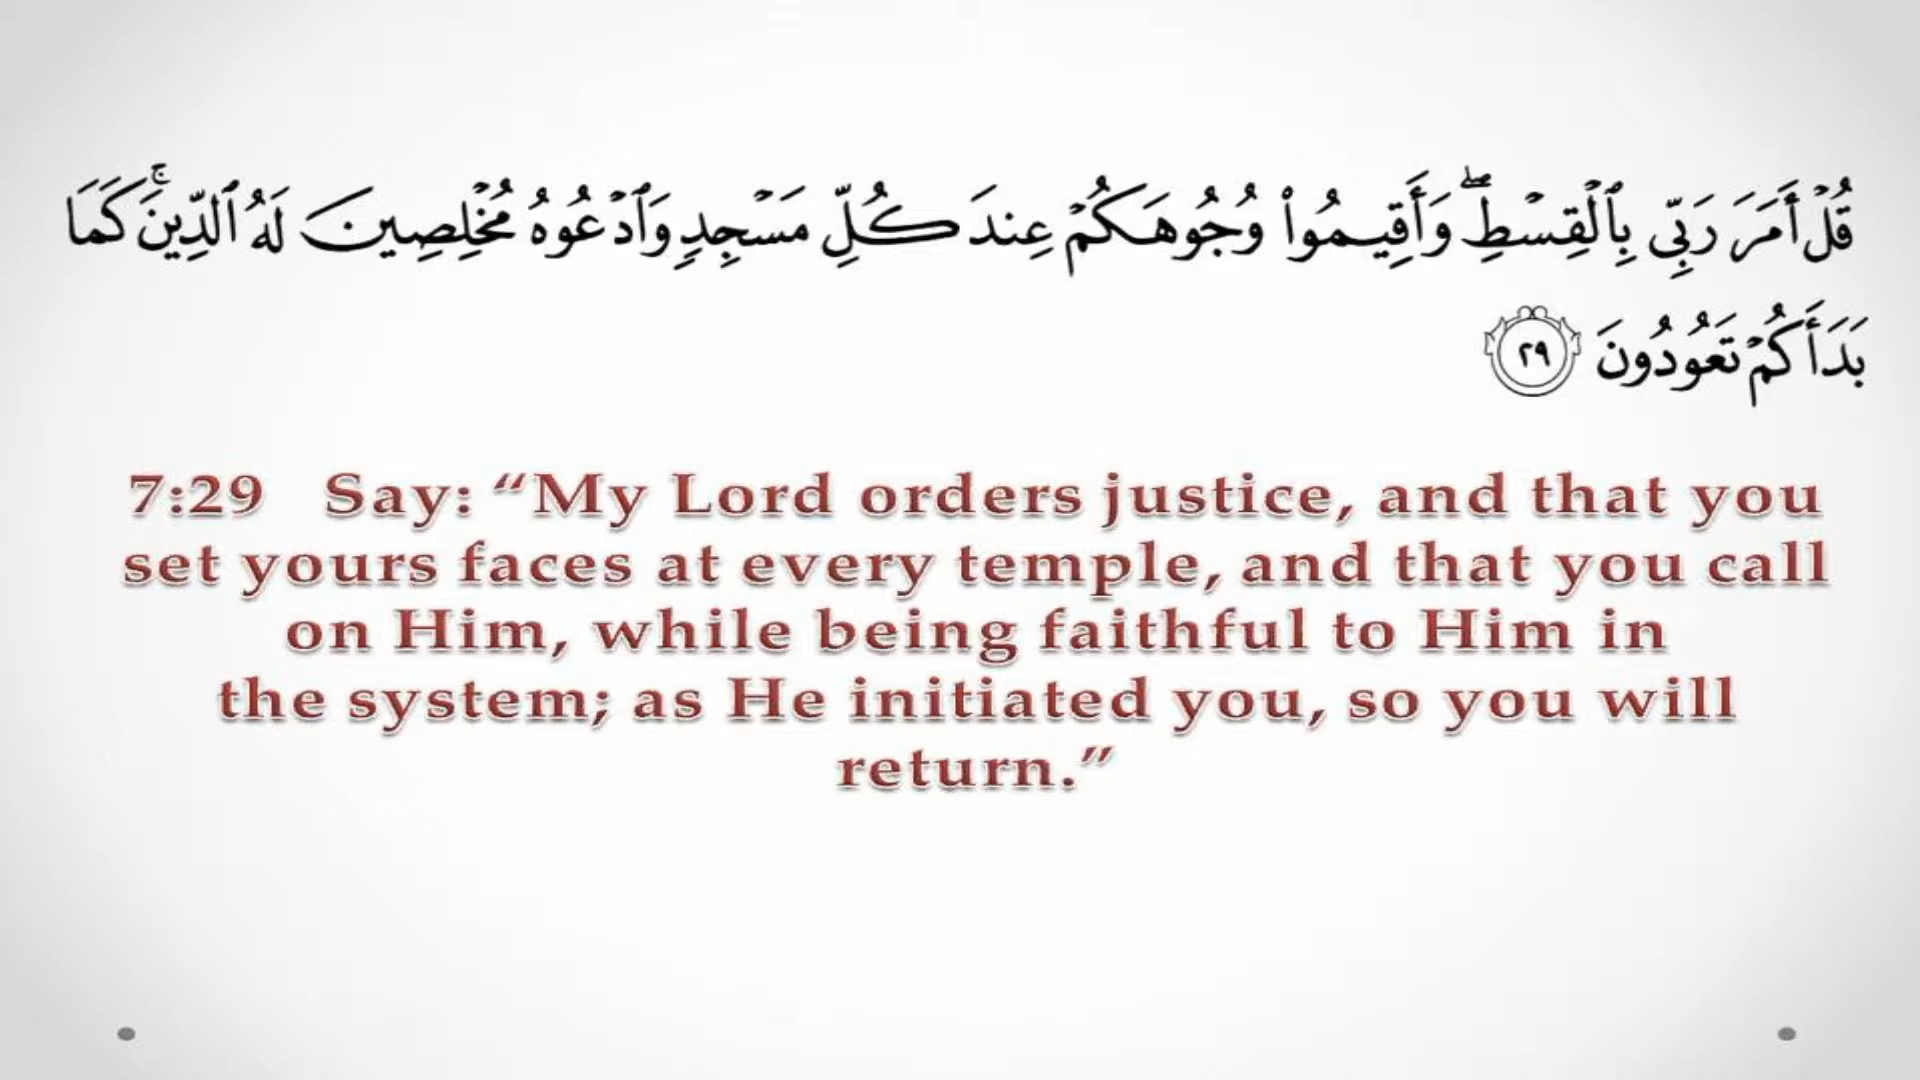 قُلْ أَمَرَ رَبِّى بِٱلْقِسْطِ ۖ وَأَقِيمُوا۟ وُجُوهَكُمْ عِندَ كُلِّ مَسْجِدٍ وَٱدْعُوهُ مُخْلِصِينَ لَهُ ٱلدِّينَ ۚ كَمَا
بَدَأَكُمْ تَعُودُونَ ٢٩
7:29 Say: “My Lord orders justice, and that you
set yours faces at every temple, and that you call
on Him, while being faithful to Him in
the system; as He initiated you, so you will
return.”